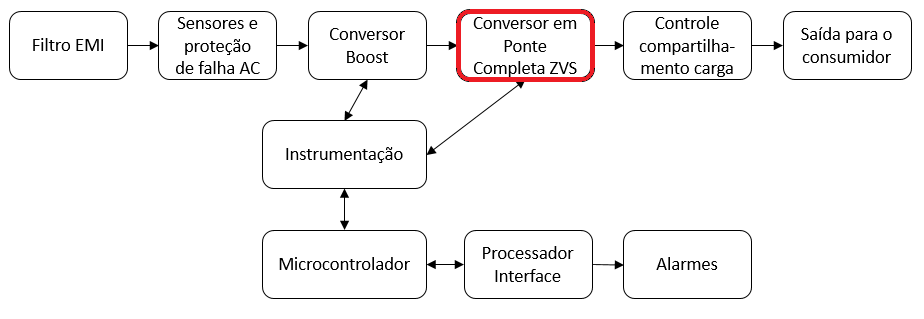 Filtro EMI
Sensores e
proteção
de falha AC
Conversor
Boost
Conversor em
Ponte
Completa ZVS
Controle
compartilha-
mento carga
Saída para o
consumidor
Instrumentação
Microcontrolador
Processador
Interface
Alarmes